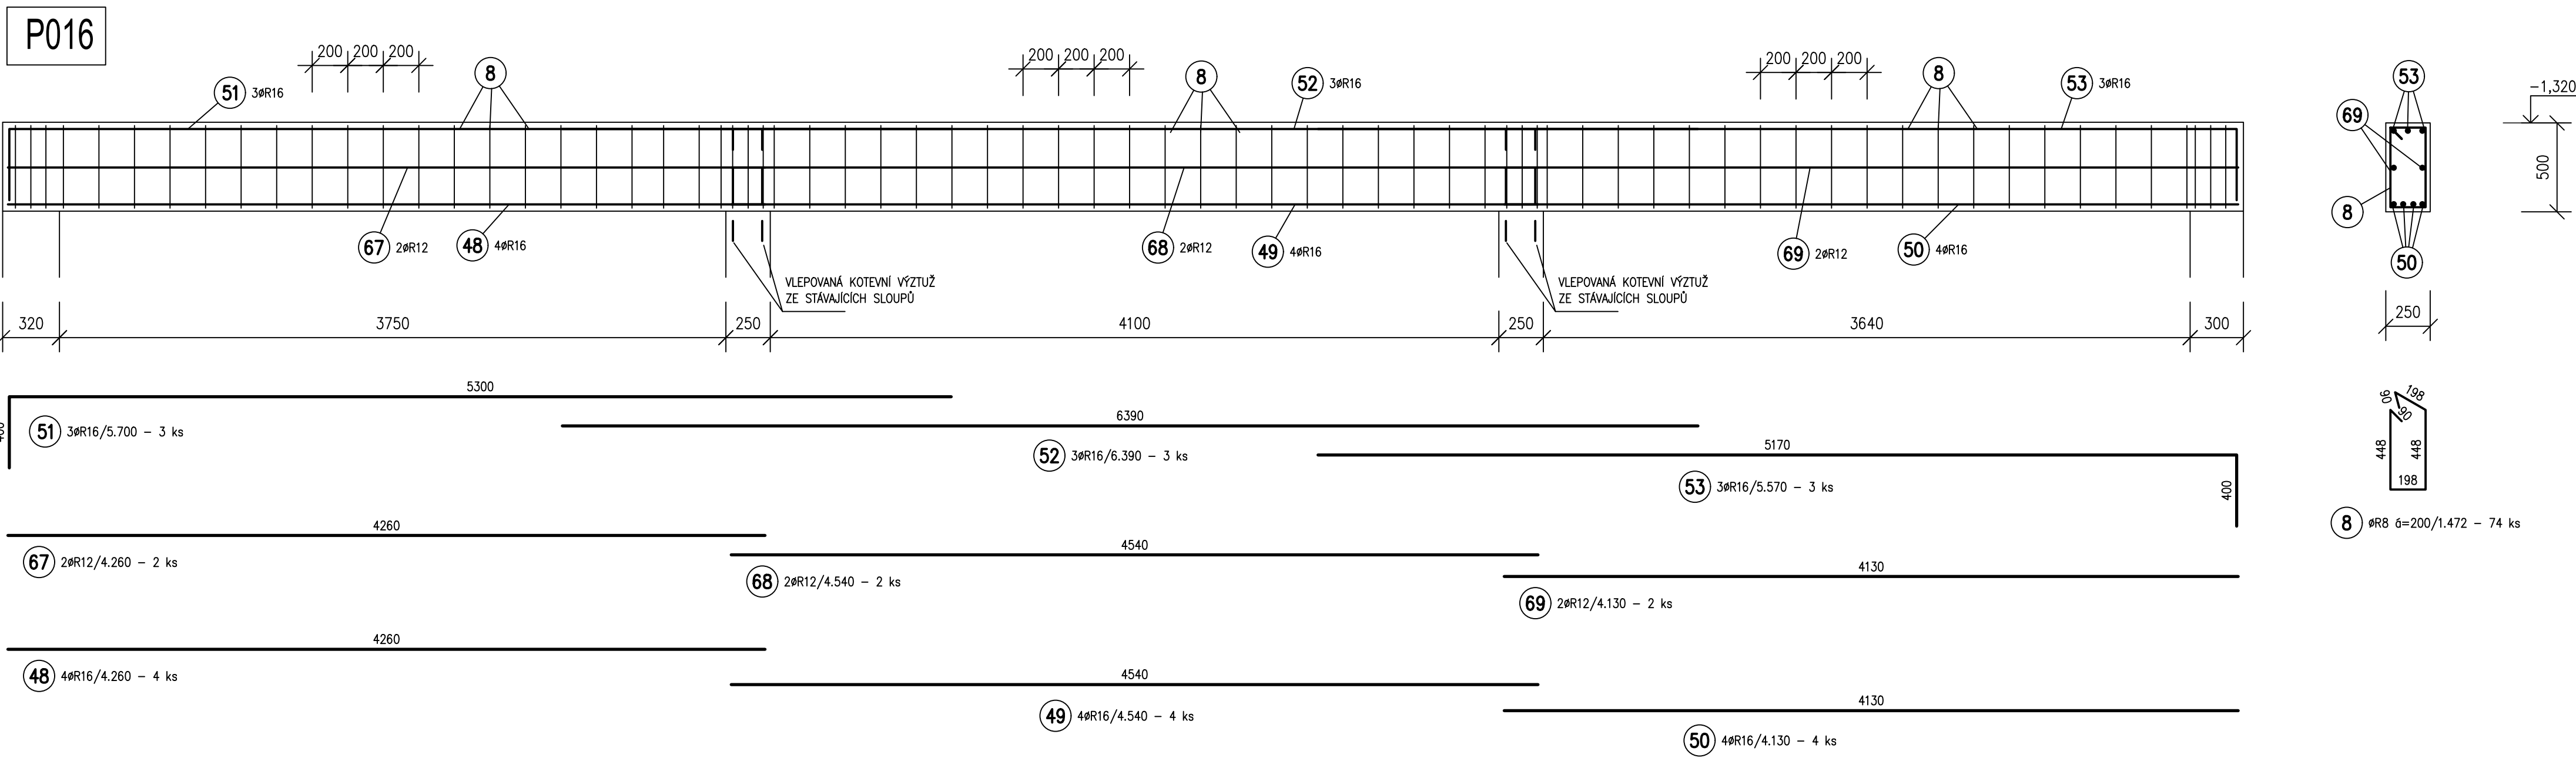 P016
200 200 200
8
51 3øR16
200 200 200
8
52 3øR16
200 200 200
8
53 3øR16
53
69
8
50
-1,320
500
250
67 2øR12
48 4øR16
68 2øR12
49 4øR16
69 2øR12
50 4øR16
VLEPOVANÁ KOTEVNÍ VÝZTUŽ
ZE STÁVAJÍCÍCH SLOUPŮ
VLEPOVANÁ KOTEVNÍ VÝZTUŽ
ZE STÁVAJÍCÍCH SLOUPŮ
320 3750 250 4100 250 3640 300
5300
51 3øR16/5.700 - 3 ks
6390
52 3øR16/6.390 - 3 ks
5170
400
53 3øR16/5.570 - 3 ks
90
198
90
448
448
198
8 øR8 á=200/1.472 - 74 ks
4260
67 2øR12/4.260 - 2 ks
4540
68 2øR12/4.540 - 2 ks
4130
69 2øR12/4.130 - 2 ks
4260
48 4øR16/4.260 - 4 ks
4540
49 4øR16/4.540 - 4 ks
4130
50 4øR16/4.130 - 4 ks